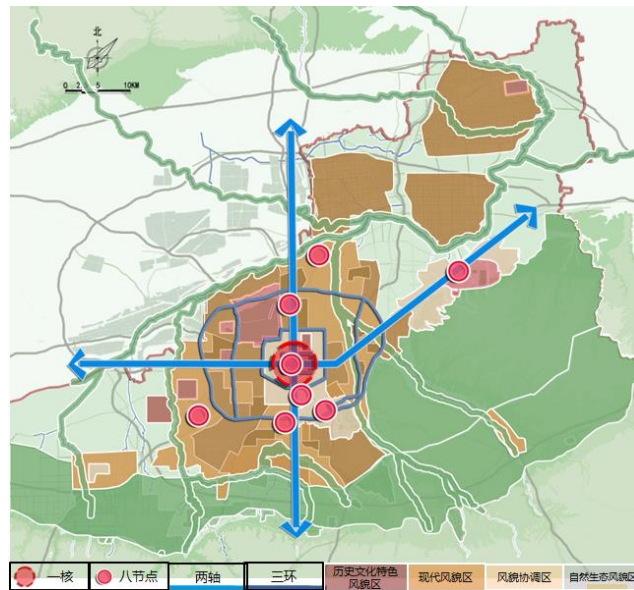 北
0 2.5 5 10KM
一核
八节点
两轴
三环
历史文化特色
风貌区
现代风貌区
风貌协调区
自然生态风貌区